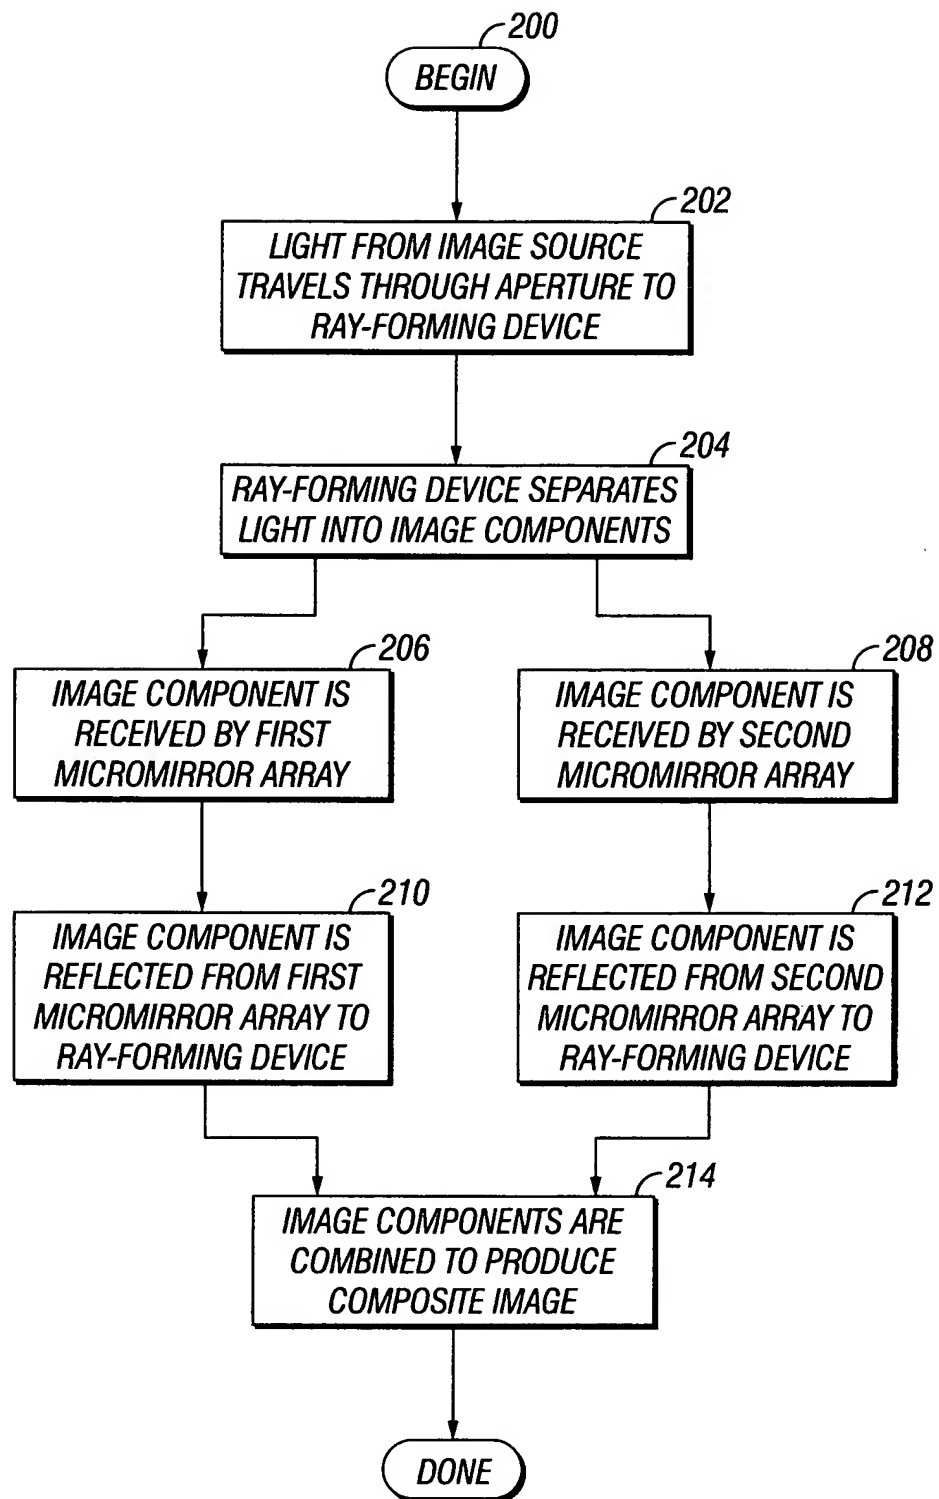 200
BEGIN
202
LIGHT FROM IMAGE SOURCE
TRAVELS THROUGH APERTURE TO
RAY-FORMING DEVICE
204
RAY-FORMING DEVICE SEPARATES
LIGHT INTO IMAGE COMPONENTS
206
IMAGE COMPONENT IS
RECEIVED BY FIRST
MICROMIRROR ARRAY
208
IMAGE COMPONENT IS
RECEIVED BY SECOND
MICROMIRROR ARRAY
210
IMAGE COMPONENT IS
REFLECTED FROM FIRST
MICROMIRROR ARRAY TO
RAY-FORMING DEVICE
212
IMAGE COMPONENT IS
REFLECTED FROM SECOND
MICROMIRROR ARRAY TO
RAY-FORMING DEVICE
214
IMAGE COMPONENTS ARE
COMBINED TO PRODUCE
COMPOSITE IMAGE
DONE